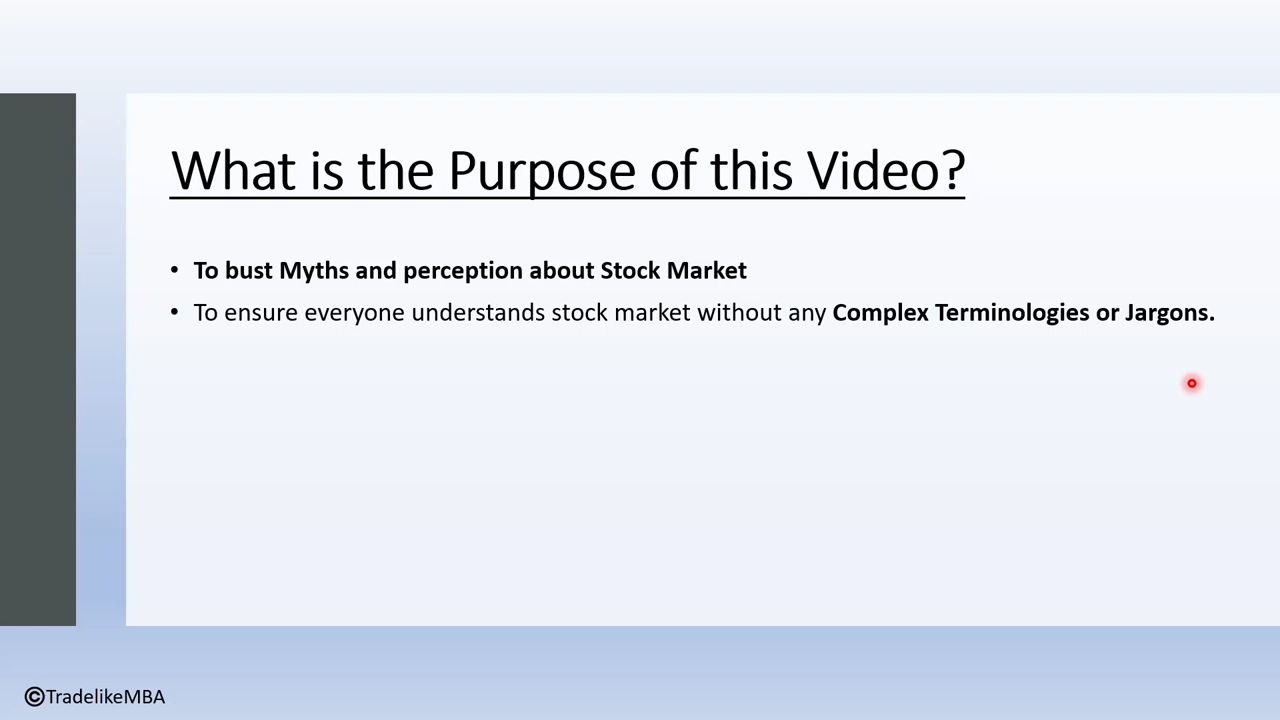 What is the Purpose of this Video?
• To bust Myths and perception about Stock Market
• To ensure everyone understands stock market without any Complex Terminologies or Jargons.
©TradelikeMBA